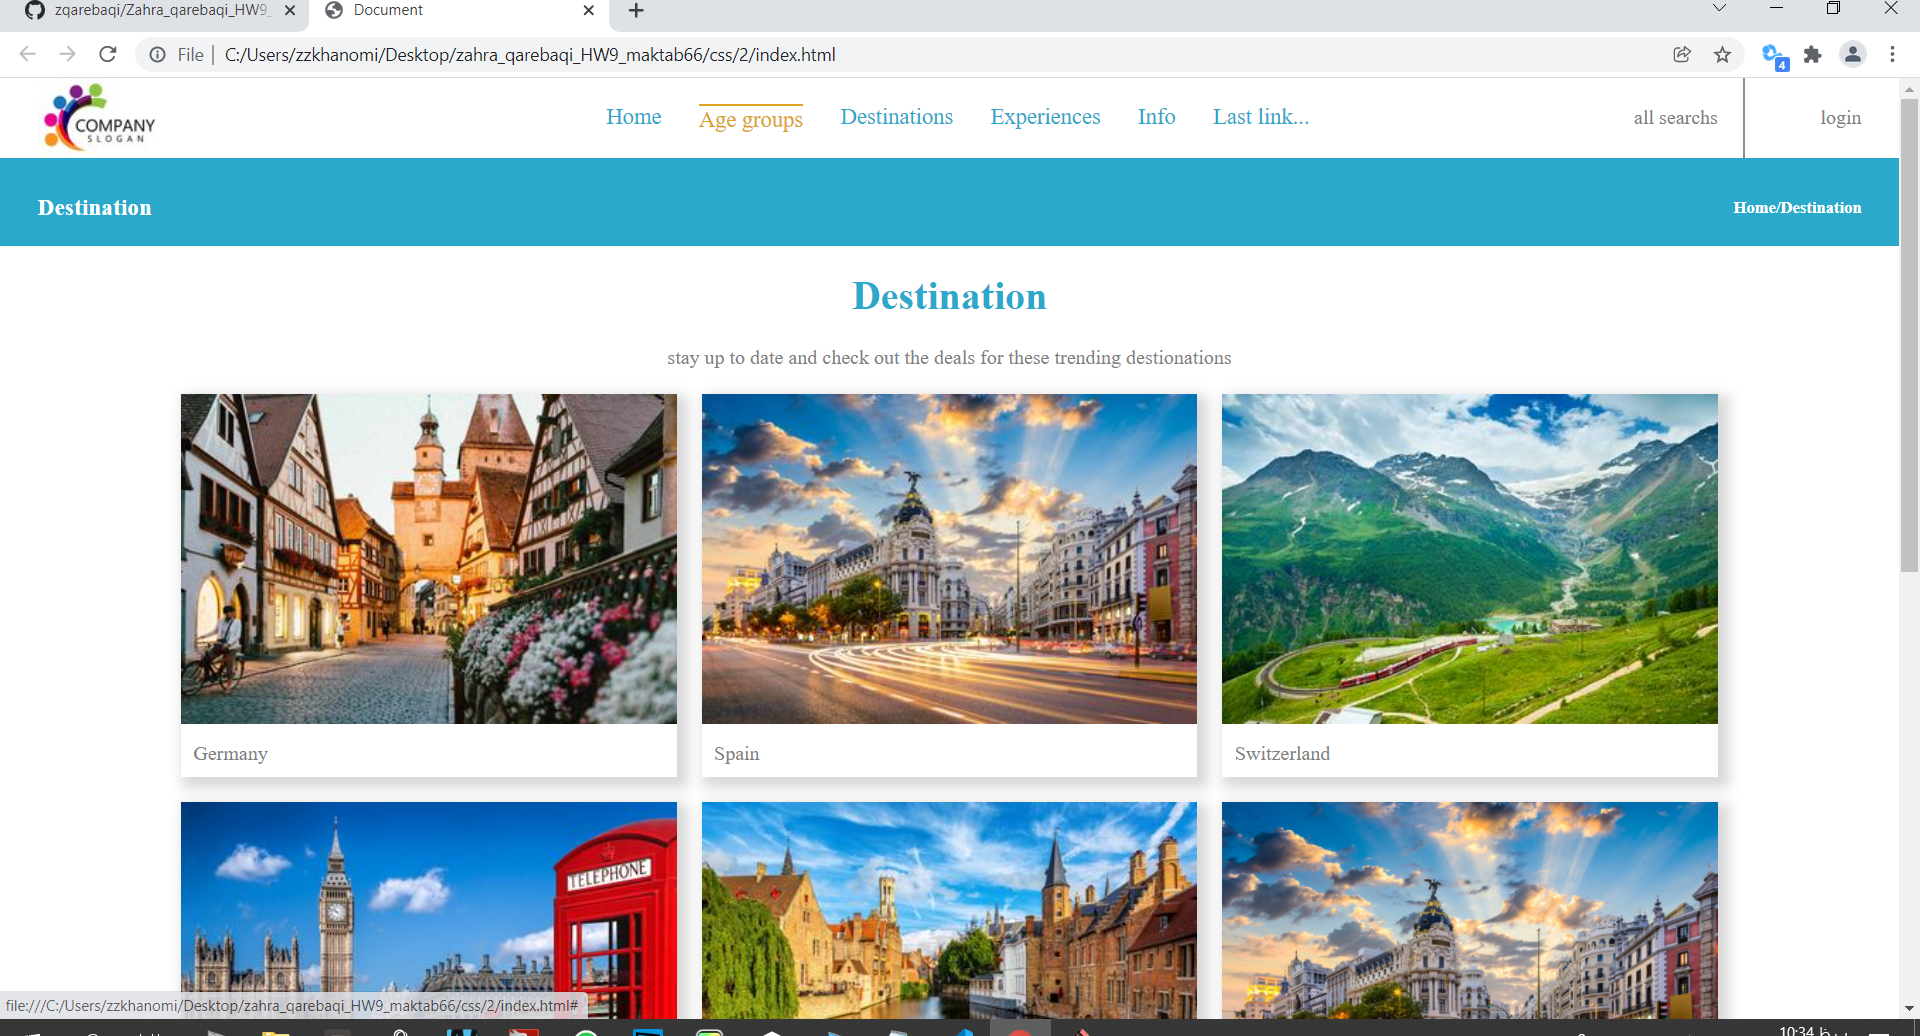 zqarebaqi/Zahra_qarebaqi_HW9_
Document
File | C:/Users/zzkhanomi/Desktop/zahra_qarebaqi_HW9_maktab66/css/2/index.html
4
COMPANY
SLOGAN
Home Age groups Destinations Experiences Info Last link...
all searchs
login
Destination
Home/Destination
Destination
stay up to date and check out the deals for these trending destionations
Germany
Spain
Switzerland
TELEPHONE
file:///C:/Users/zzkhanomi/Desktop/zahra_qarebaqi_HW9_maktab66/css/2/index.html#
10:34